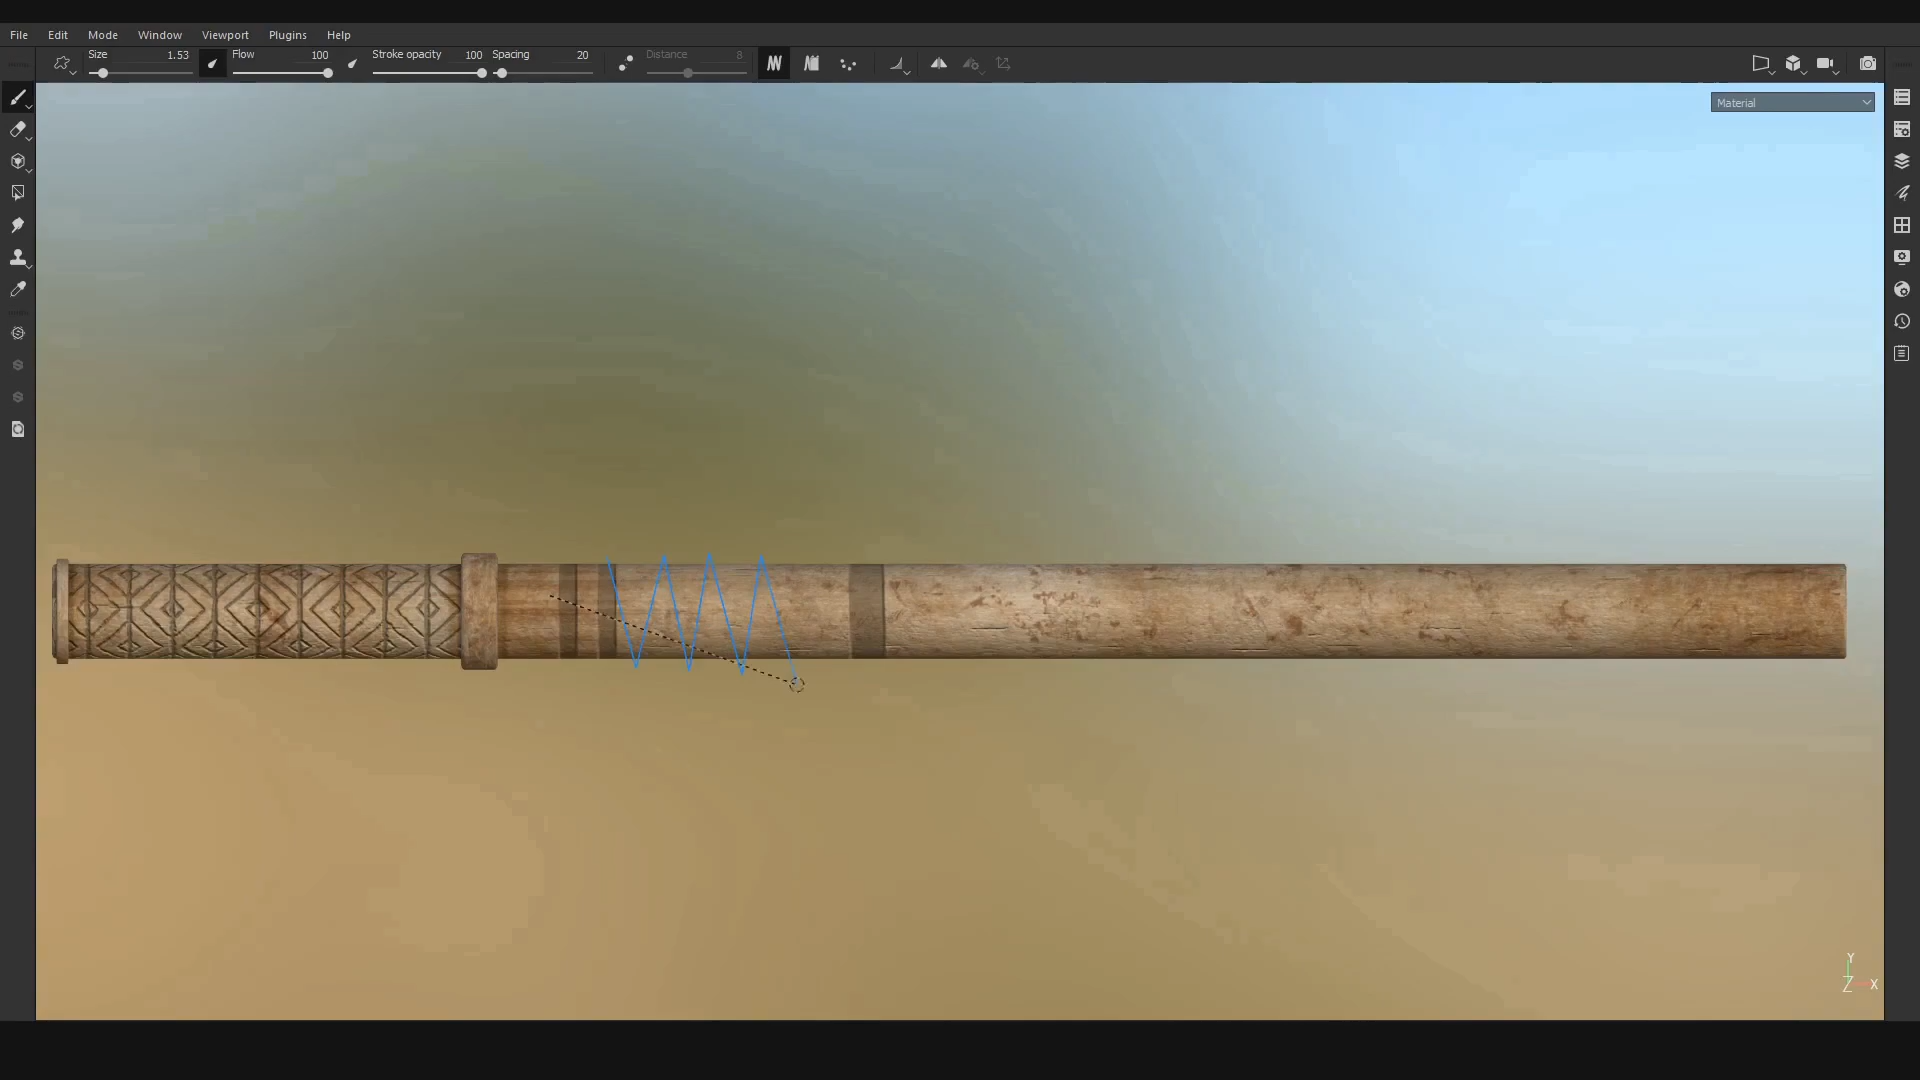 File Edit Mode Window Viewport Plugins Help
Size 1.53 Flow 100 Stroke opacity 100 Spacing 20 Distance 8
Material
Y
Z X